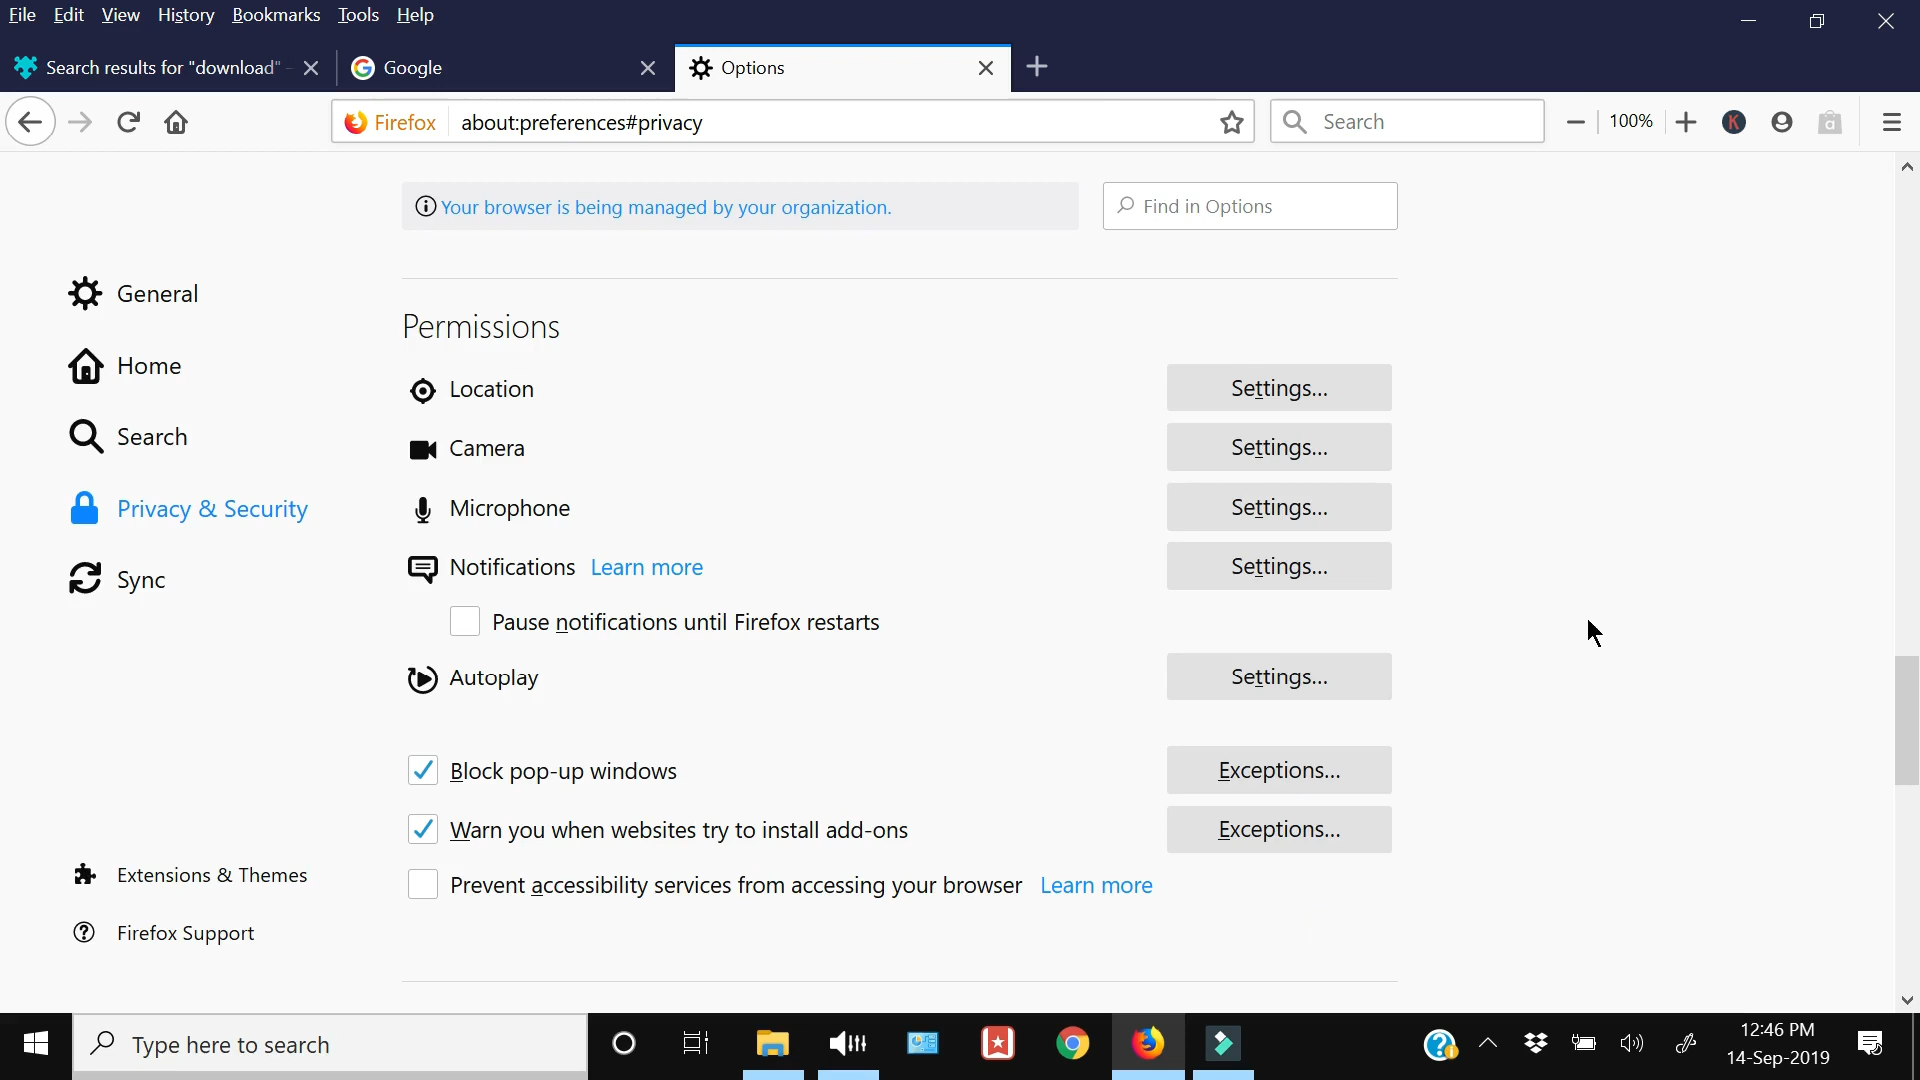 File Edit View History Bookmarks Tools Help
Search results for "download" -
Google
Options
Firefox about:preferences#privacy
Search
100%
K
a
Your browser is being managed by your organization.
Find in Options
General
Home
Search
Privacy & Security
Sync
Extensions & Themes
Firefox Support
Permissions
Location Settings...
Camera Settings...
Microphone Settings...
Notifications Learn more Settings...
Pause notifications until Firefox restarts
Autoplay Settings...
Block pop-up windows Exceptions...
Warn you when websites try to install add-ons Exceptions...
Prevent accessibility services from accessing your browser Learn more
Type here to search
12:46 PM
14-Sep-2019